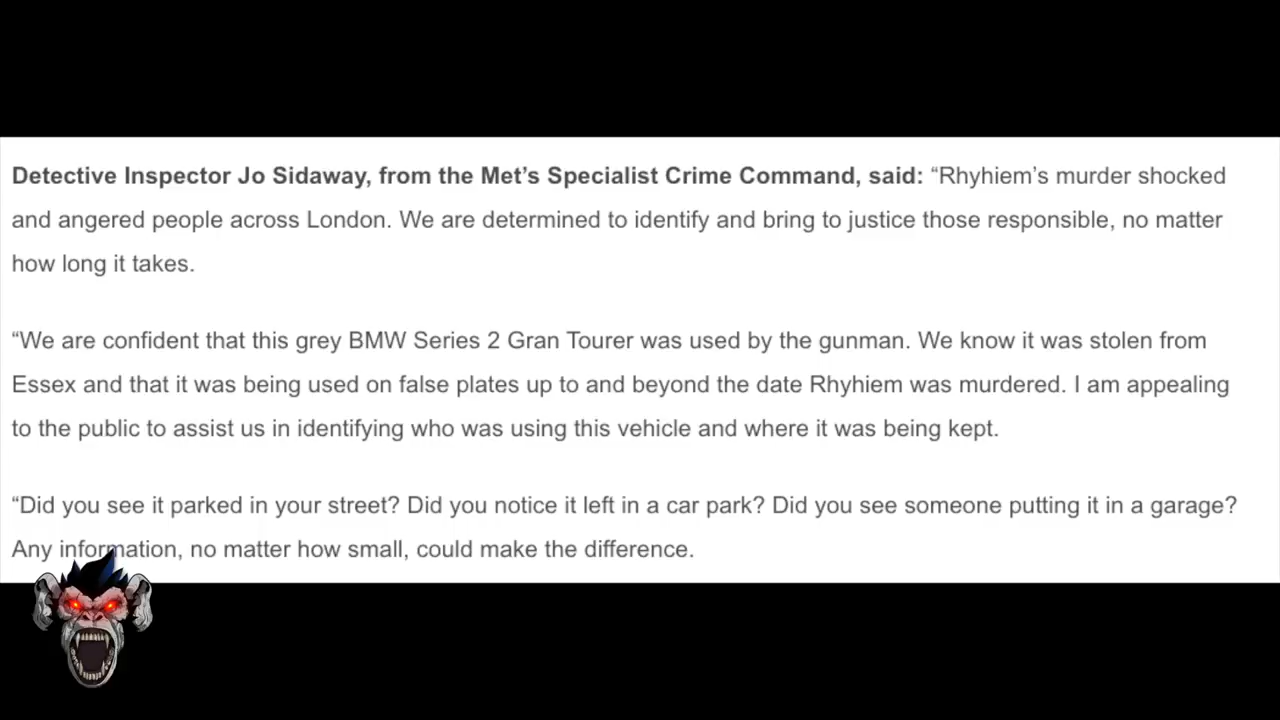 Detective Inspector Jo Sidaway, from the Met’s Specialist Crime Command, said: “Rhyhiem’s murder shocked
and angered people across London. We are determined to identify and bring to justice those responsible, no matter
how long it takes.
“We are confident that this grey BMW Series 2 Gran Tourer was used by the gunman. We know it was stolen from
Essex and that it was being used on false plates up to and beyond the date Rhyhiem was murdered. I am appealing
to the public to assist us in identifying who was using this vehicle and where it was being kept.
“Did you see it parked in your street? Did you notice it left in a car park? Did you see someone putting it in a garage?
Any information, no matter how small, could make the difference.